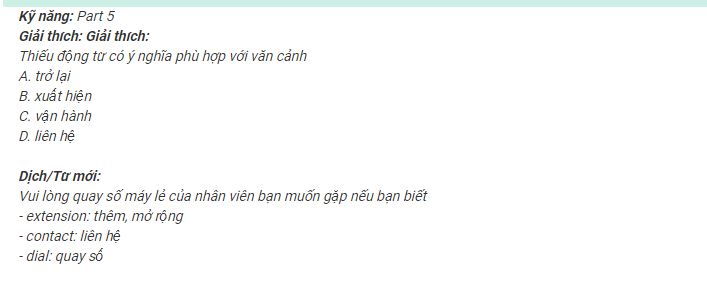 Kỹ năng: Part 5
Giải thích: Giải thích:
Thiếu động từ có ý nghĩa phù hợp với văn cảnh
A. trở lại
B. xuất hiện
C. vận hành
D. liên hệ
Dịch/Từ mới:
Vui lòng quay số máy lẻ của nhân viên bạn muốn gặp nếu bạn biết
- extension: thêm, mở rộng
- contact: liên hệ
- dial: quay số